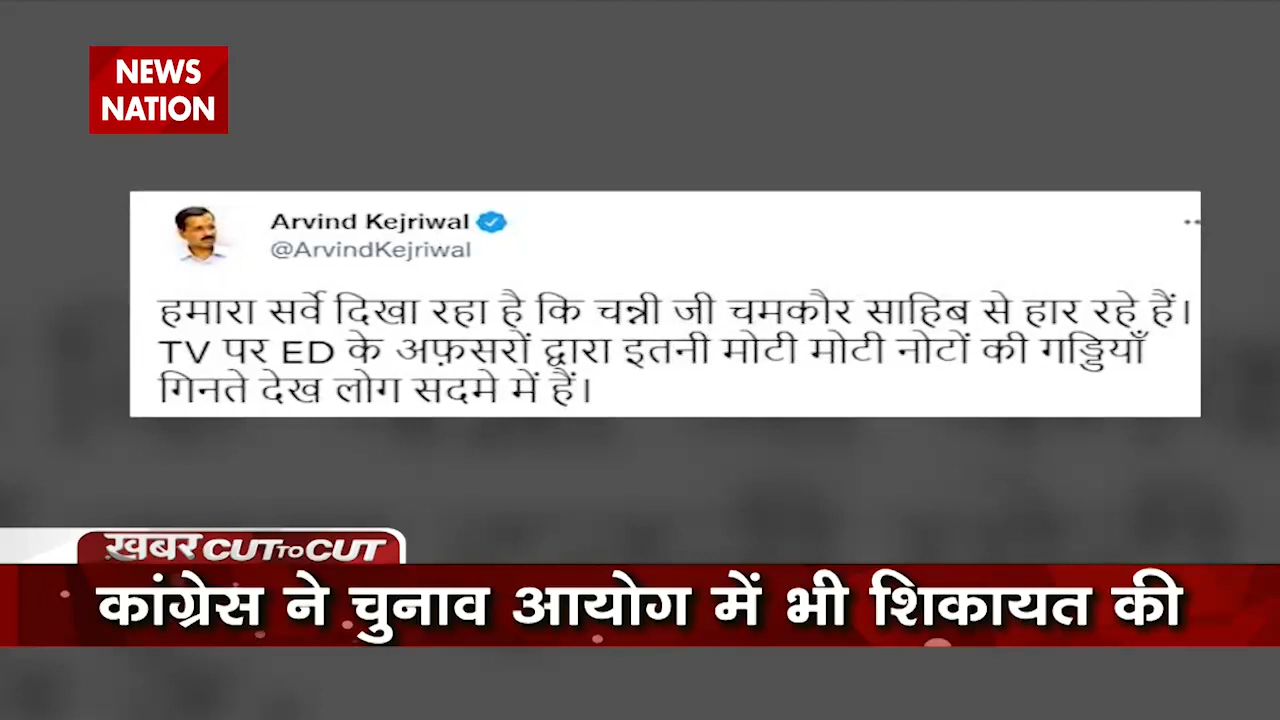 NEWS
NATION
Arvind Kejriwal
@ArvindKejriwal
हमारा सर्वे दिखा रहा है कि चन्नी जी चमकौर साहिब से हार रहे हैं।
TV पर ED के अफ़सरों द्वारा इतनी मोटी मोटी नोटों की गड्डियाँ
गिनते देख लोग सदमे में हैं।
ख़बर CUT TO CUT
कांग्रेस ने चुनाव आयोग में भी शिकायत की